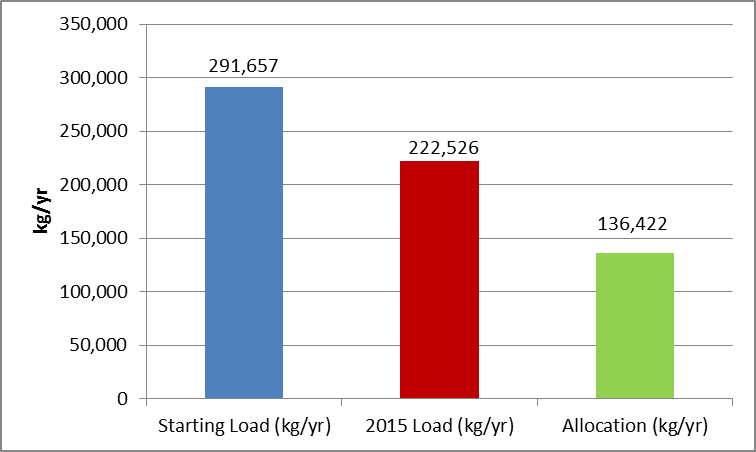 350,000
300,000
250,000
200,000
150,000
100,000
50,000
0
kg/yr
291,657
222,526
136,422
Starting Load (kg/yr)
2015 Load (kg/yr)
Allocation (kg/yr)